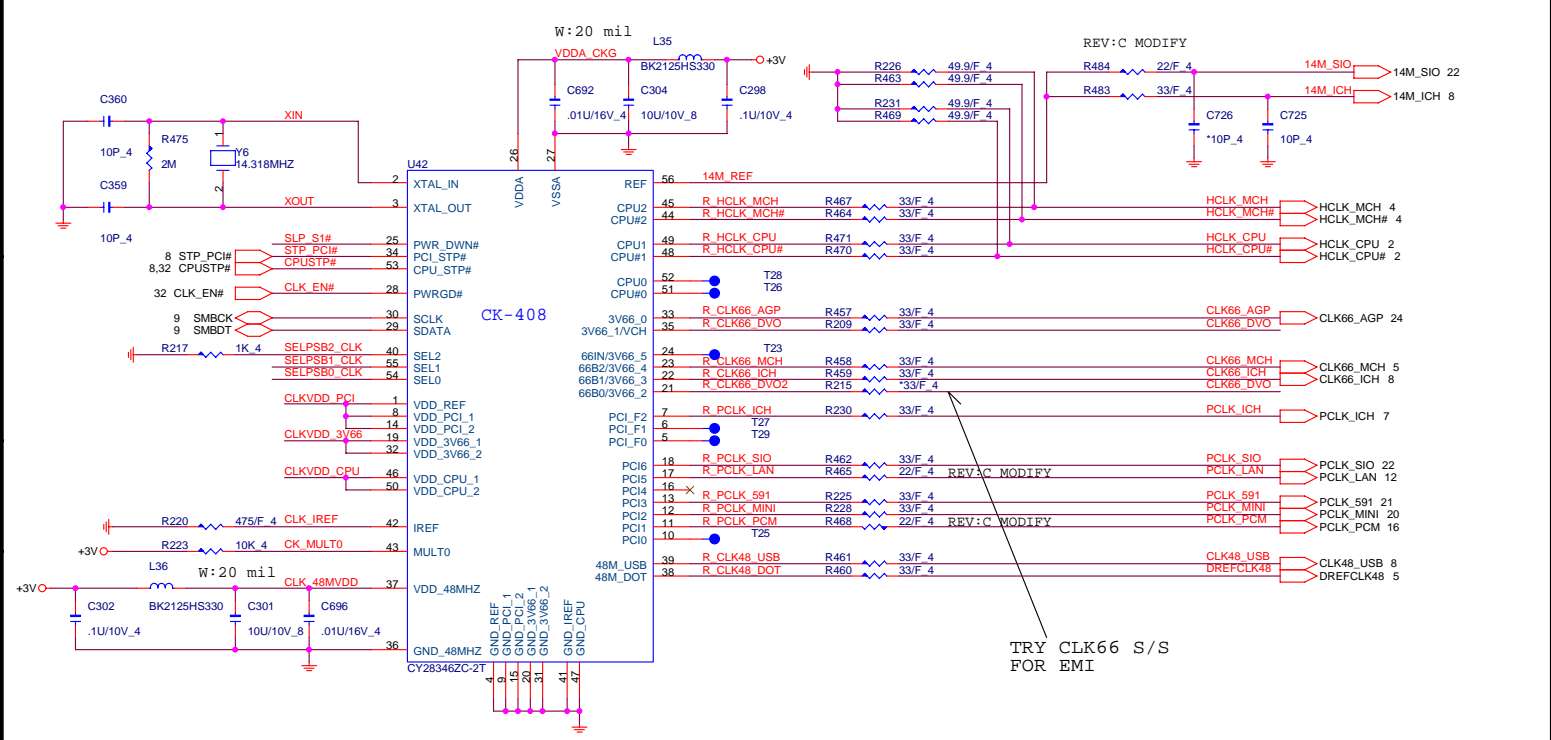 W:20 mil
L35
VDDA_CKG
BK2125HS330
+3V
C692
C304
C298
.01U/16V_4
10U/10V_8
.1U/10V_4
REV:C MODIFY
R226 49.9/F_4
R463 49.9/F_4
R231 49.9/F_4
R469 49.9/F_4
R484 22/F_4 14M_SIO 14M_SIO 22
R483 33/F_4 14M_ICH 14M_ICH 8
C726
*10P_4
C725
10P_4
C360
10P_4
XIN
R475
2M
1
Y6
14.318MHZ
2
C359
10P_4
XOUT
U42
26
27
VDDA
VSSA
2 XTAL_IN
3 XTAL_OUT
SLP_S1# 25 PWR_DWN#
8 STP_PCI# STP_PCI# 34 PCI_STP#
8,32 CPUSTP# CPUSTP# 53 CPU_STP#
32 CLK_EN# CLK_EN# 28 PWRGD#
9 SMBCK 30 SCLK
9 SMBDT 29 SDATA
CK-408
R217 1K_4 SELPSB2_CLK 40 SEL2
SELPSB1_CLK 55 SEL1
SELPSB0_CLK 54 SEL0
CLKVDD_PCI 1 VDD_REF
8 VDD_PCI_1
14 VDD_PCI_2
CLKVDD_3V66 19 VDD_3V66_1
32 VDD_3V66_2
CLKVDD_CPU 46 VDD_CPU_1
50 VDD_CPU_2
R220 475/F_4 CLK_IREF 42 IREF
+3V R223 10K_4 CK_MULT0 43 MULT0
L36
W:20 mil
+3V
BK2125HS330
CLK_48MVDD 37 VDD_48MHZ
C302
.1U/10V_4
C301
10U/10V_8
C696
.01U/16V_4
36 GND_48MHZ
CY28346ZC-2T
GND_REF
GND_PCI_1
GND_PCI_2
GND_3V66_1
GND_3V66_2
GND_IREF
GND_CPU
4
9
15
20
31
41
47
REF 56 14M_REF
CPU2 45 R_HCLK_MCH R467 33/F_4 HCLK_MCH HCLK_MCH 4
CPU#2 44 R_HCLK_MCH# R464 33/F_4 HCLK_MCH# HCLK_MCH# 4
CPU1 49 R_HCLK_CPU R471 33/F_4 HCLK_CPU HCLK_CPU 2
CPU#1 48 R_HCLK_CPU# R470 33/F_4 HCLK_CPU# HCLK_CPU# 2
CPU0 52 T28
CPU#0 51 T26
3V66_0 33 R_CLK66_AGP R457 33/F_4 CLK66_AGP CLK66_AGP 24
3V66_1/VCH 35 R_CLK66_DVO R209 33/F_4 CLK66_DVO
66IN/3V66_5 24 T23
66B2/3V66_4 23 R_CLK66_MCH R458 33/F_4 CLK66_MCH CLK66_MCH 5
66B1/3V66_3 22 R_CLK66_ICH R459 33/F_4 CLK66_ICH CLK66_ICH 8
66B0/3V66_2 21 R_CLK66_DVO2 R215 *33/F_4 CLK66_DVO
PCI_F2 7 R_PCLK_ICH R230 33/F_4 PCLK_ICH PCLK_ICH 7
PCI_F1 6 T27
PCI_F0 5 T29
PCI6 18 R_PCLK_SIO R462 33/F_4 PCLK_SIO PCLK_SIO 22
PCI5 17 R_PCLK_LAN R465 22/F_4 REV:C MODIFY PCLK_LAN PCLK_LAN 12
PCI4 16
PCI3 13 R_PCLK_591 R225 33/F_4 PCLK_591 PCLK_591 21
PCI2 12 R_PCLK_MINI R228 33/F_4 PCLK_MINI PCLK_MINI 20
PCI1 11 R_PCLK_PCM R468 22/F_4 REV:C MODIFY PCLK_PCM PCLK_PCM 16
PCI0 10 T25
48M_USB 39 R_CLK48_USB R461 33/F_4 CLK48_USB CLK48_USB 8
48M_DOT 38 R_CLK48_DOT R460 33/F_4 DREFCLK48 DREFCLK48 5
TRY CLK66 S/S
FOR EMI